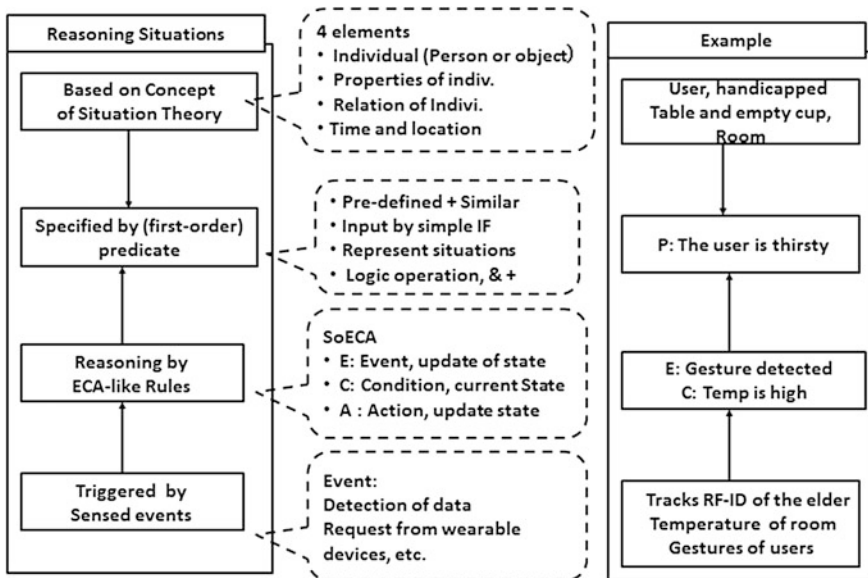 Reasoning Situations
Based on Concept
of Situation Theory
Specified by (first-order)
predicate
Reasoning by
ECA-like Rules
Triggered by
Sensed events
4 elements
• Individual (Person or object)
• Properties of indiv.
• Relation of Indivi.
• Time and location
• Pre-defined + Similar
• Input by simple IF
• Represent situations
• Logic operation, & +
SoECA
• E: Event, update of state
• C: Condition, current State
• A : Action, update state
Event:
Detection of data
Request from wearable
devices, etc.
Example
User, handicapped
Table and empty cup,
Room
P: The user is thirsty
E: Gesture detected
C: Temp is high
Tracks RF-ID of the elder
Temperature of room
Gestures of users